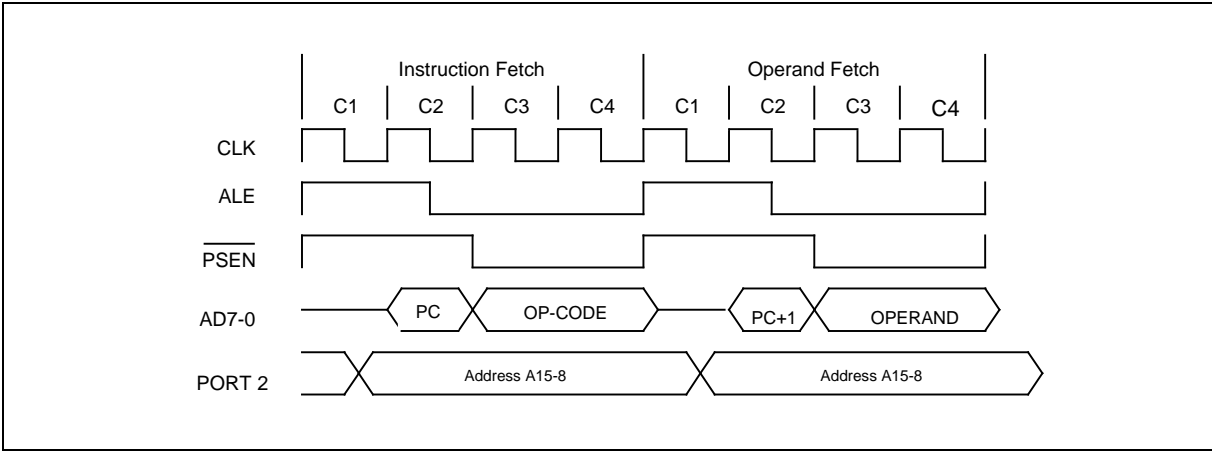 Instruction Fetch Operand Fetch
C1 C2 C3 C4 C1 C2 C3 C4
CLK
ALE
PSEN
AD7-0 PC OP-CODE PC+1 OPERAND
PORT 2 Address A15-8 Address A15-8